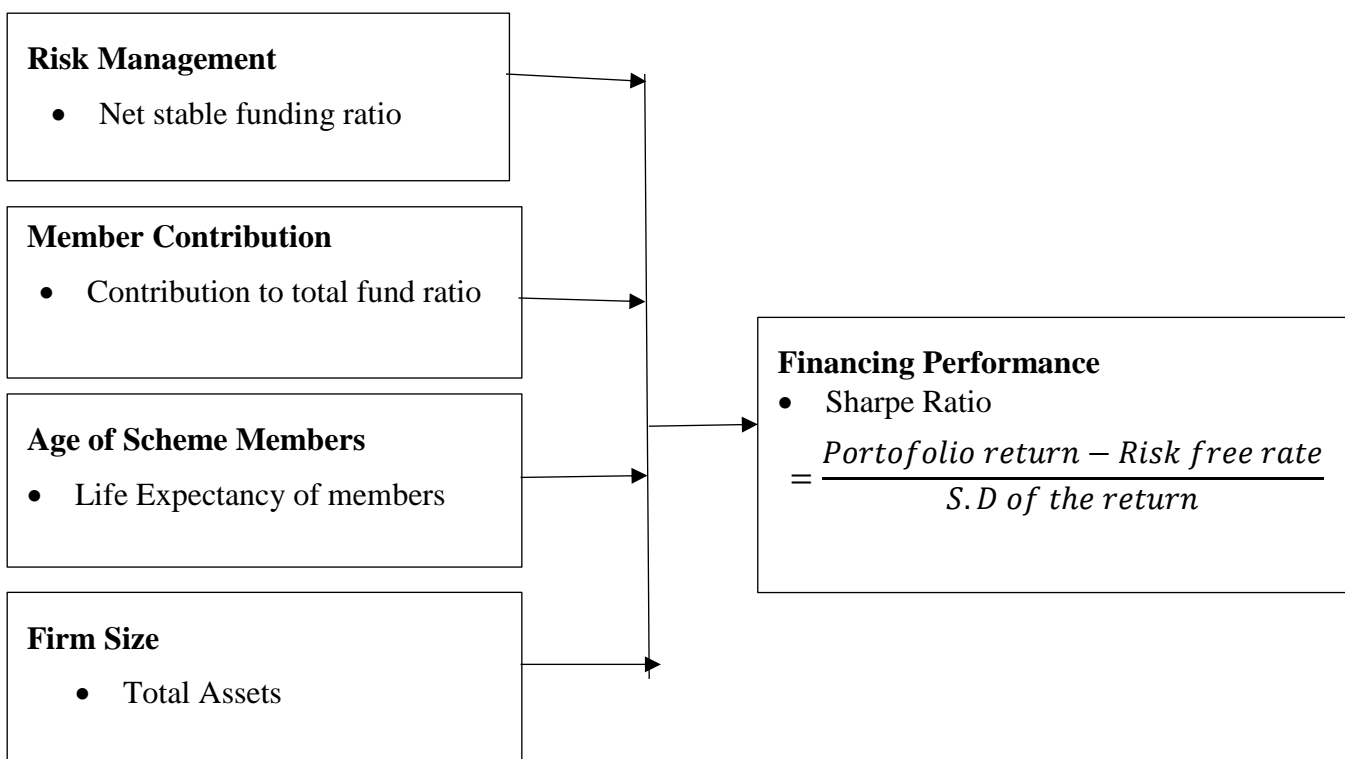 Risk Management
• Net stable funding ratio
Member Contribution
• Contribution to total fund ratio
Age of Scheme Members
• Life Expectancy of members
Firm Size
• Total Assets
Financing Performance
• Sharpe Ratio
= Portofolio return − Risk free rate
S.D of the return